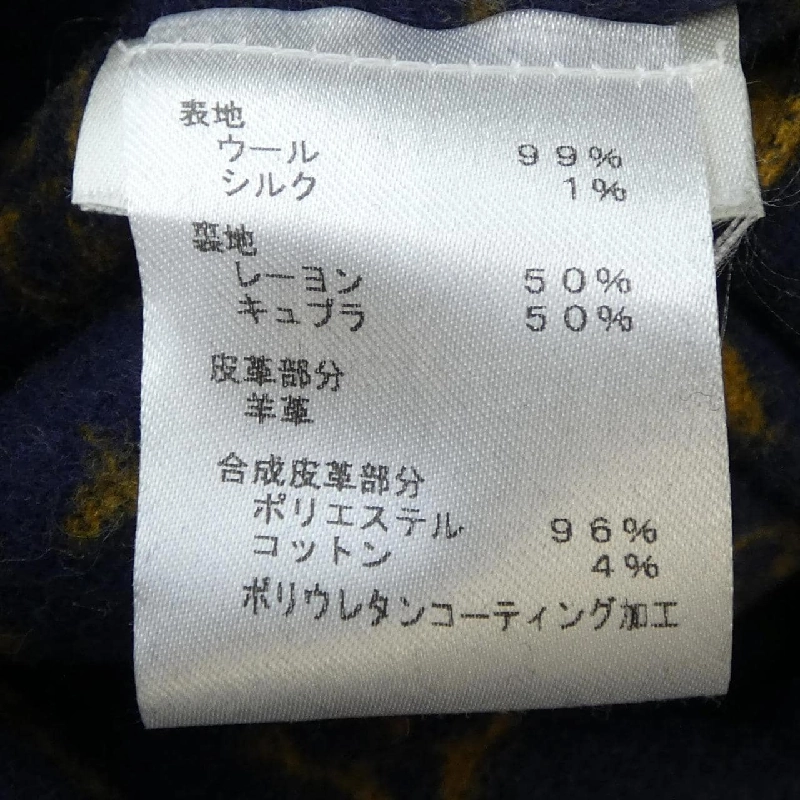 表地
ウール 99%
シルク 1%
裏地
レーヨン 50%
キュプラ 50%
皮革部分
羊革
合成皮革部分
ポリエステル 96%
コットン 4%
ポリウレタンコーティング加工